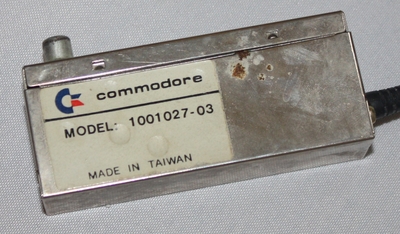 commodore
MODEL: 1001027-03
MADE IN TAIWAN